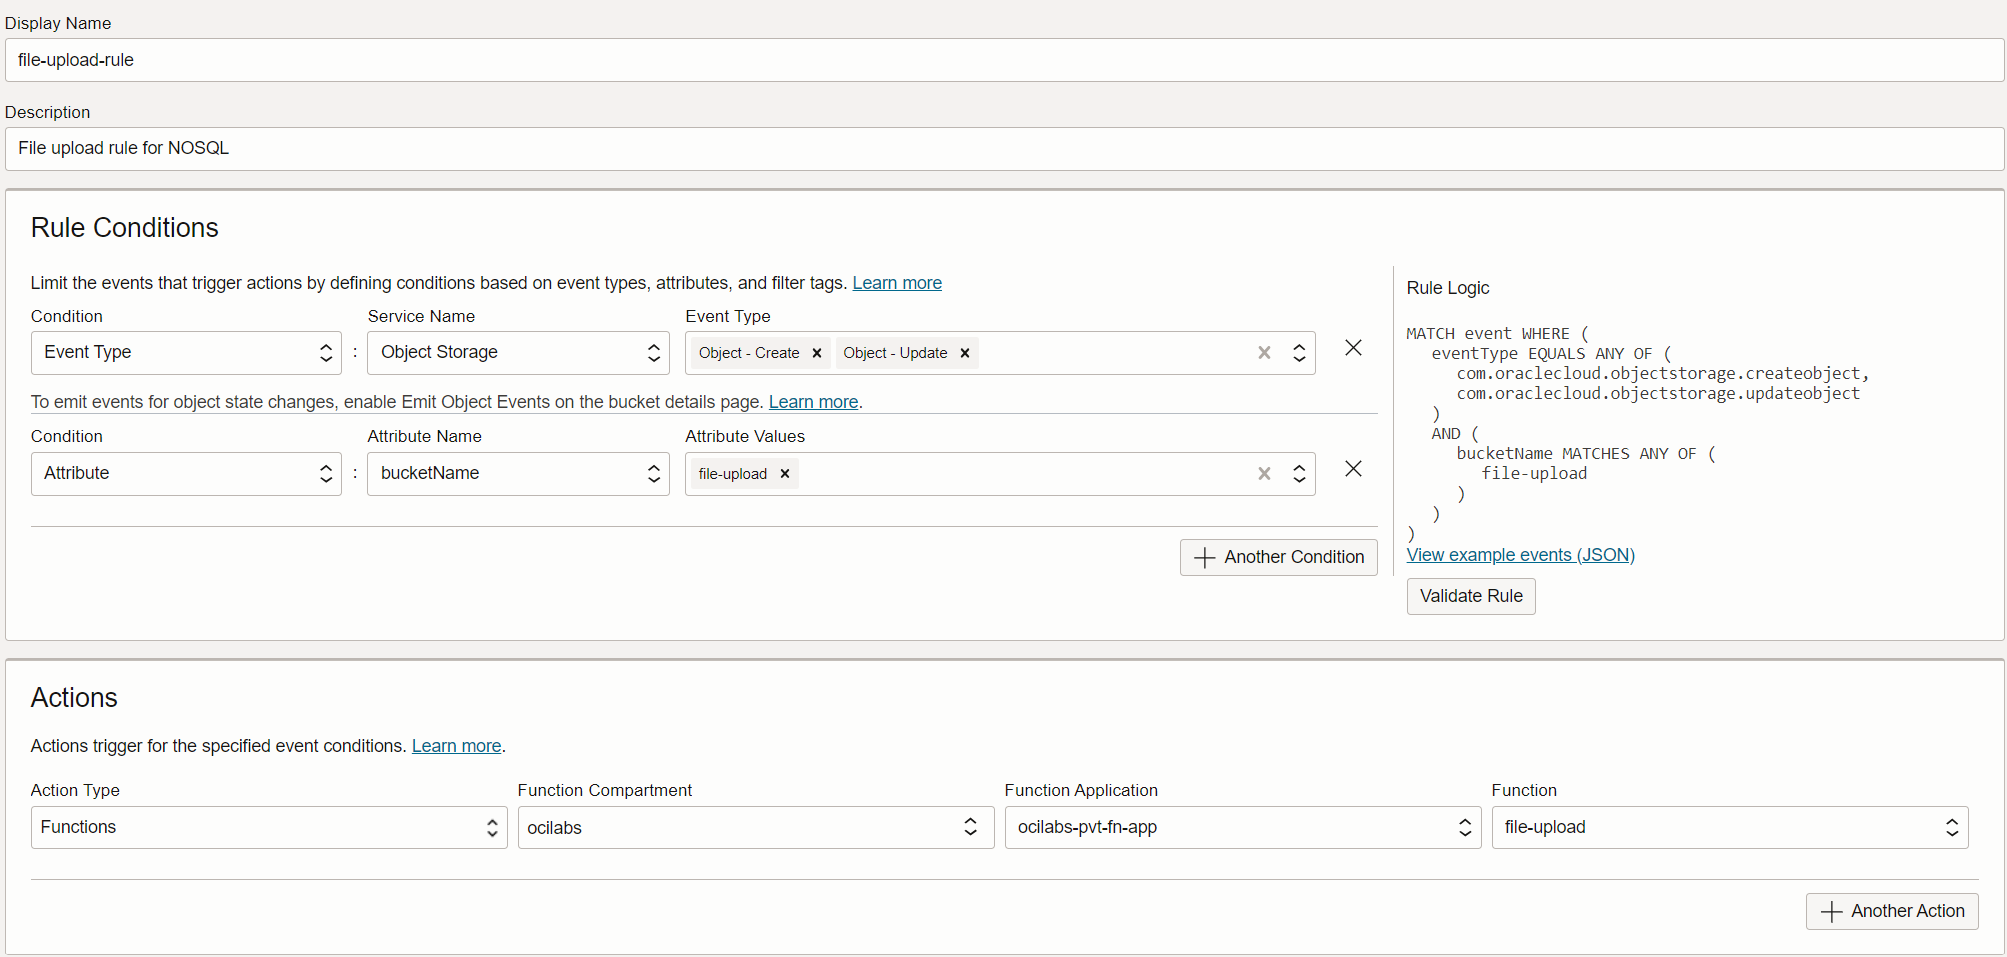 Display Name
file-upload-rule
Description
File upload rule for NOSQL
Rule Conditions
Limit the events that trigger actions by defining conditions based on event types, attributes, and filter tags. Learn more
Condition Service Name Event Type
Event Type : Object Storage Object - Create × Object - Update ×
To emit events for object state changes, enable Emit Object Events on the bucket details page. Learn more.
Condition Attribute Name Attribute Values
Attribute : bucketName file-upload ×
Another Condition
Rule Logic
MATCH event WHERE (
eventType EQUALS ANY OF (
com.oraclecloud.objectstorage.createobject,
com.oraclecloud.objectstorage.updateobject
)
AND (
bucketName MATCHES ANY OF (
file-upload
)
)
)
View example events (JSON)
Validate Rule
Actions
Actions trigger for the specified event conditions. Learn more.
Action Type Function Compartment Function Application Function
Functions ocilabs ocilabs-pvt-fn-app file-upload
Another Action